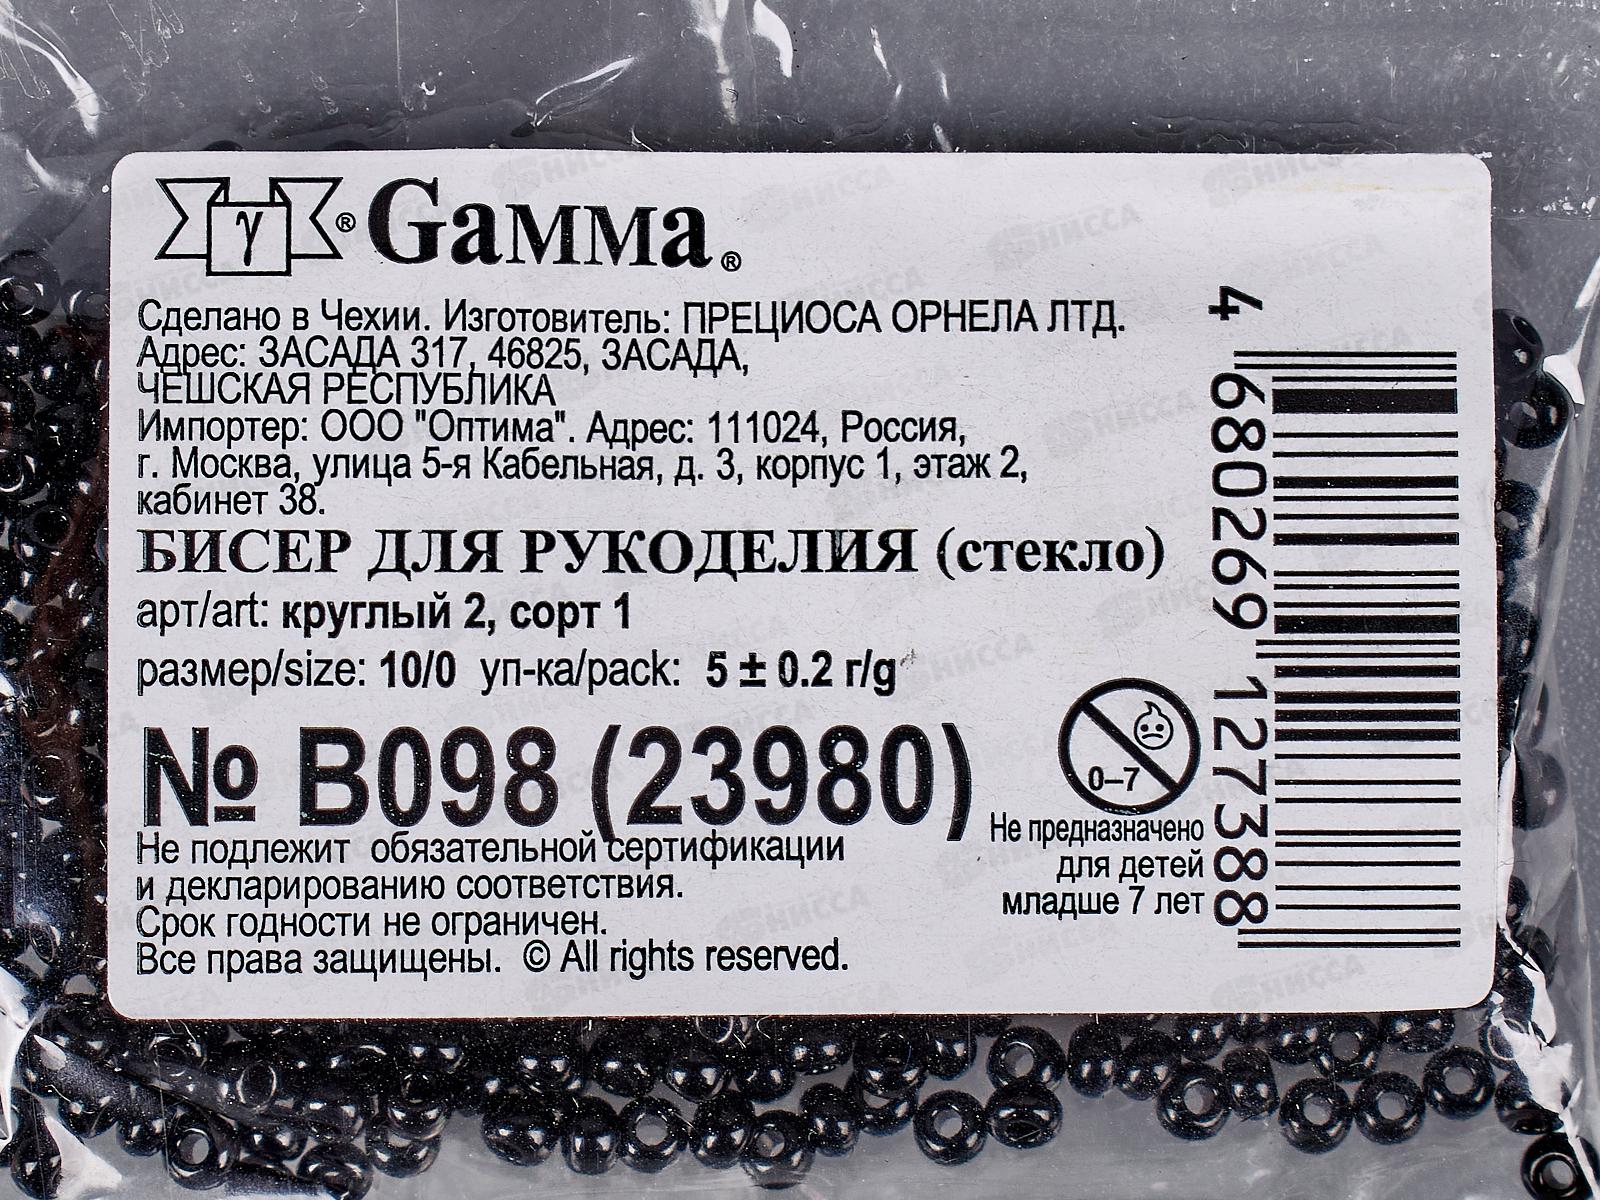 γ ® Gамма ®
Сделано в Чехии. Изготовитель: ПРЕЦИОСА ОРНЕЛА ЛТД.
Адрес: ЗАСАДА 317, 46825, ЗАСАДА,
ЧЕШСКАЯ РЕСПУБЛИКА
Импортер: ООО "Оптима". Адрес: 111024, Россия,
г. Москва, улица 5-я Кабельная, д. 3, корпус 1, этаж 2,
кабинет 38.
БИСЕР ДЛЯ РУКОДЕЛИЯ (стекло)
арт/art: круглый 2, сорт 1
размер/size: 10/0 уп-ка/pack: 5 ± 0.2 г/g
№ B098 (23980)
Не подлежит обязательной сертификации
и декларированию соответствия.
Срок годности не ограничен.
Все права защищены. © All rights reserved.
0–7
Не предназначено
для детей
младше 7 лет
4 680269 127388
НИССА